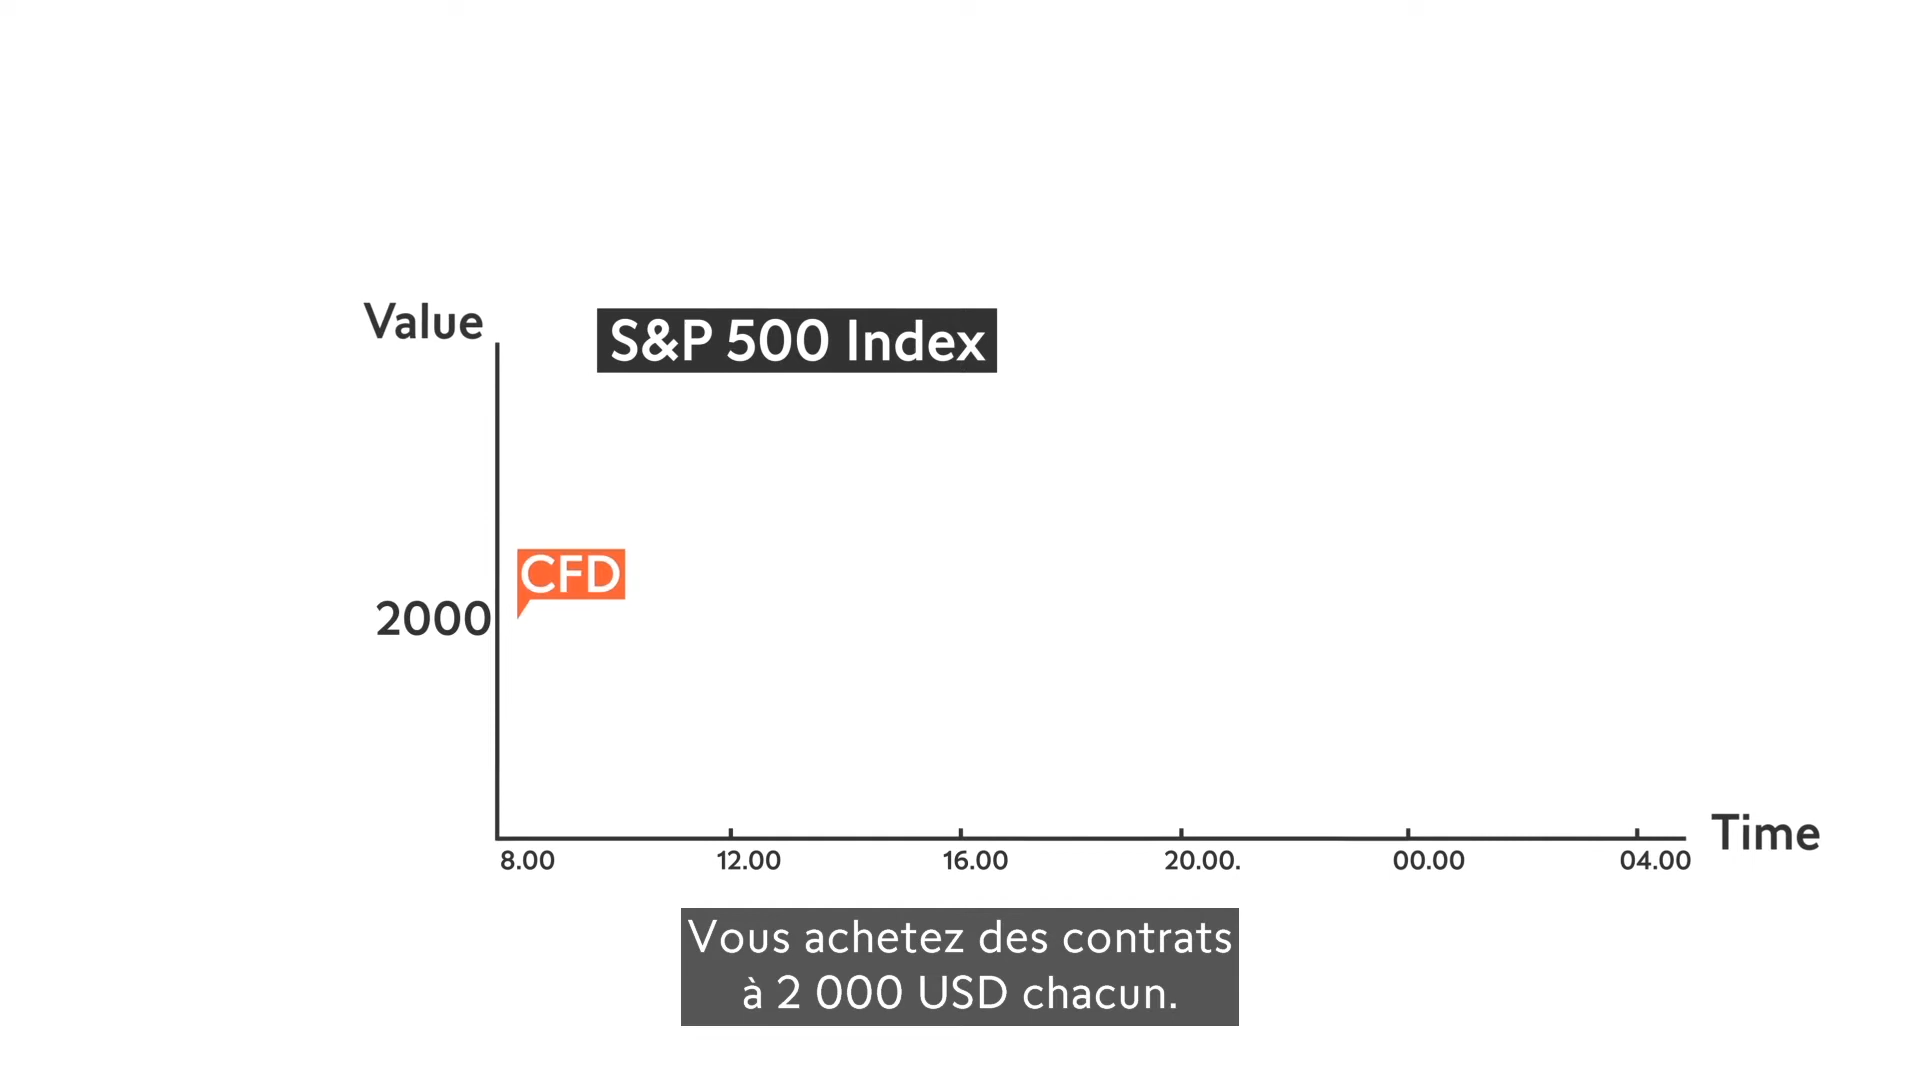 Value
S&P 500 Index
CFD
2000
Time
8.00
12.00
16.00
20.00.
00.00
04.00
Vous achetez des contrats
à 2 000 USD chacun.